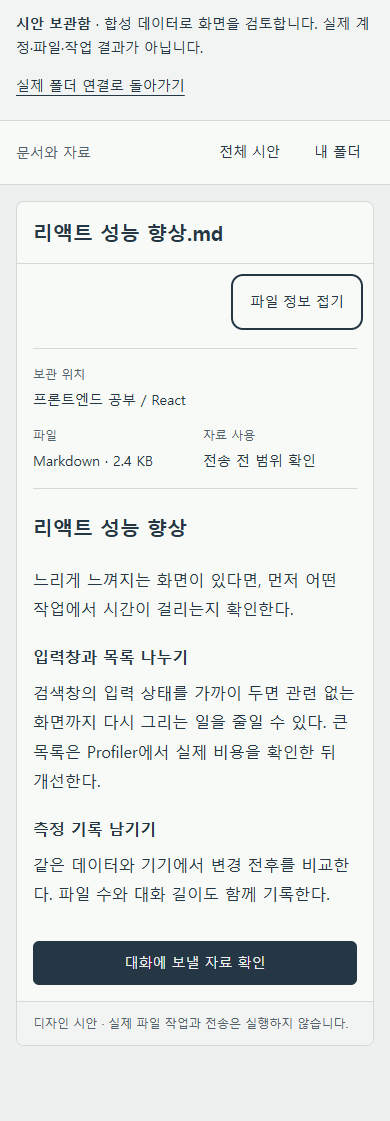 시안 보관함 · 합성 데이터로 화면을 검토합니다. 실제 계
정·파일·작업 결과가 아닙니다.
실제 폴더 연결로 돌아가기
문서와 자료
전체 시안
내 폴더
리액트 성능 향상.md
파일 정보 접기
보관 위치
프론트엔드 공부 / React
파일
자료 사용
Markdown · 2.4 KB
전송 전 범위 확인
리액트 성능 향상
느리게 느껴지는 화면이 있다면, 먼저 어떤
작업에서 시간이 걸리는지 확인한다.
입력창과 목록 나누기
검색창의 입력 상태를 가까이 두면 관련 없는
화면까지 다시 그리는 일을 줄일 수 있다. 큰
목록은 Profiler에서 실제 비용을 확인한 뒤
개선한다.
측정 기록 남기기
같은 데이터와 기기에서 변경 전후를 비교한
다. 파일 수와 대화 길이도 함께 기록한다.
대화에 보낼 자료 확인
디자인 시안 · 실제 파일 작업과 전송은 실행하지 않습니다.